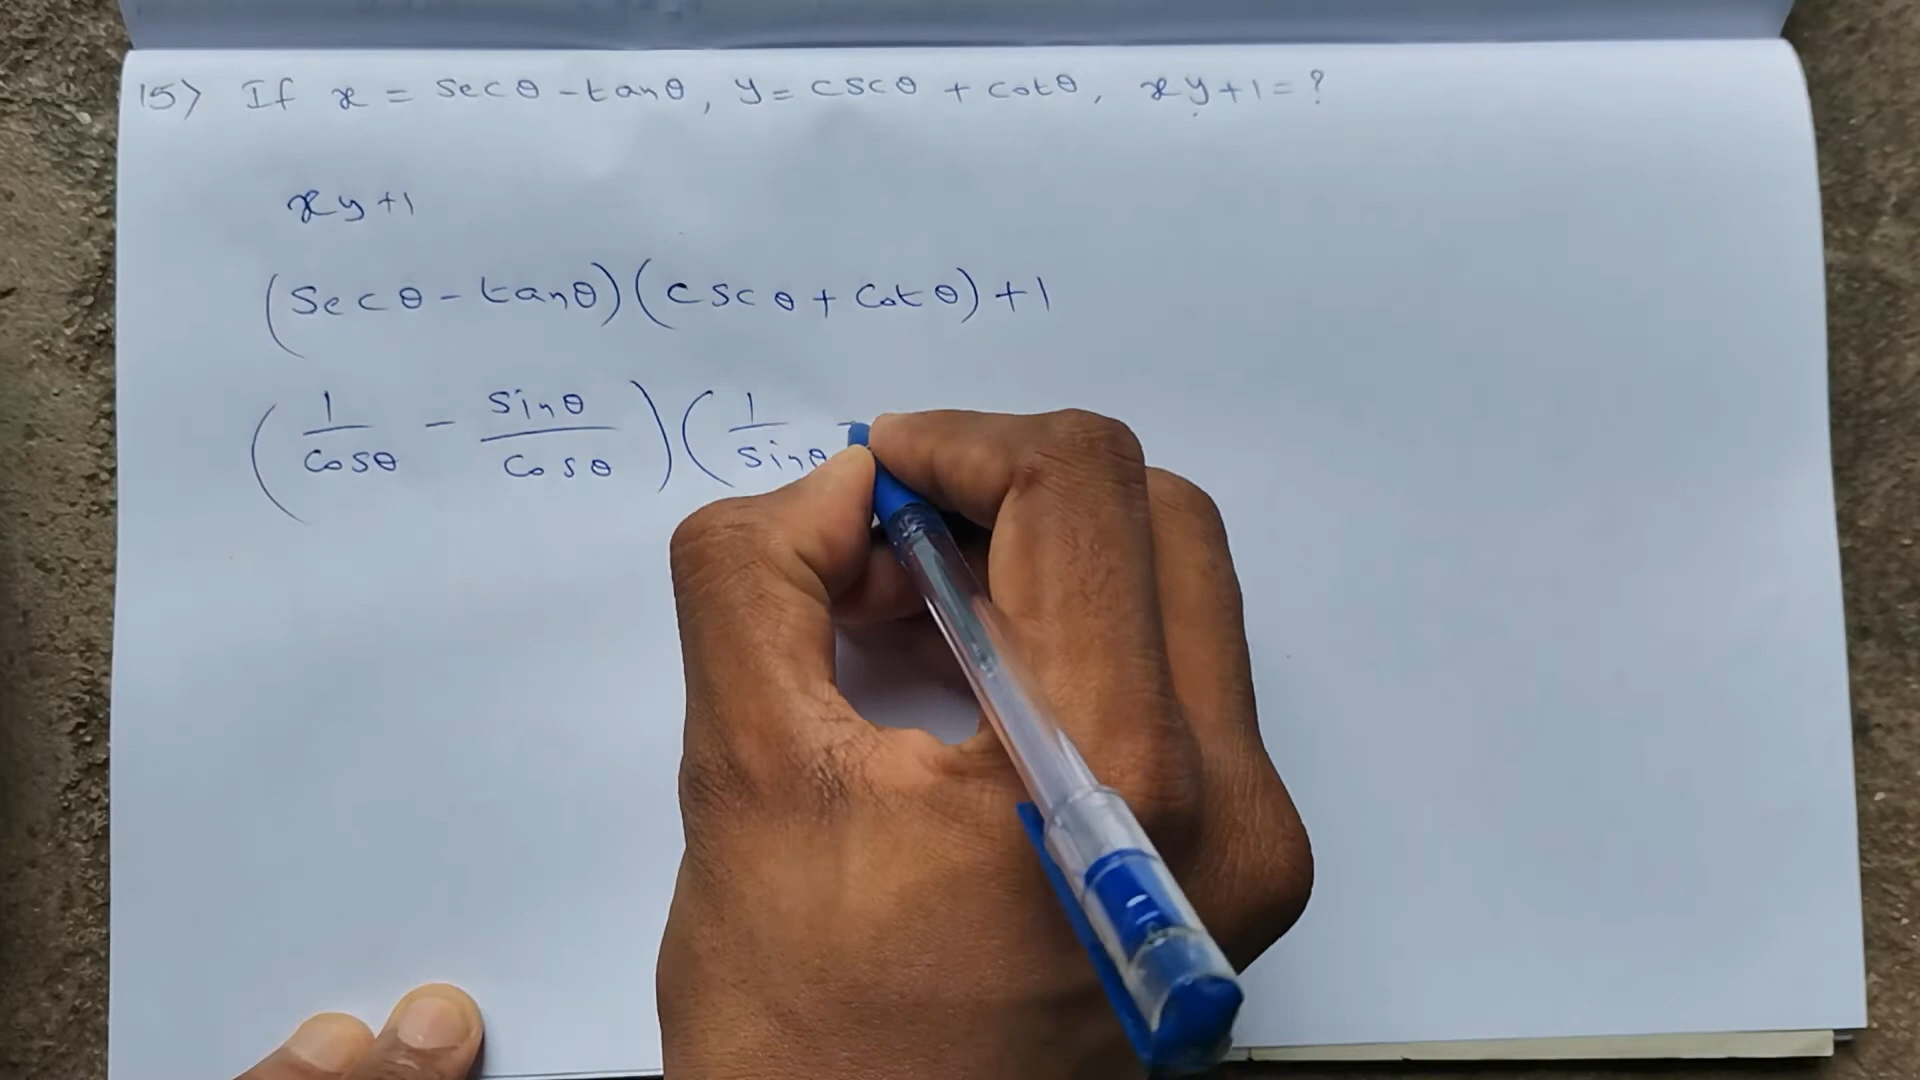 15) If x = secθ - tanθ, y = cscθ + cotθ, xy+1 = ?
xy+1
(secθ - tanθ)(cscθ + cotθ) + 1
(1/cosθ - sinθ/cosθ)(1/sinθ